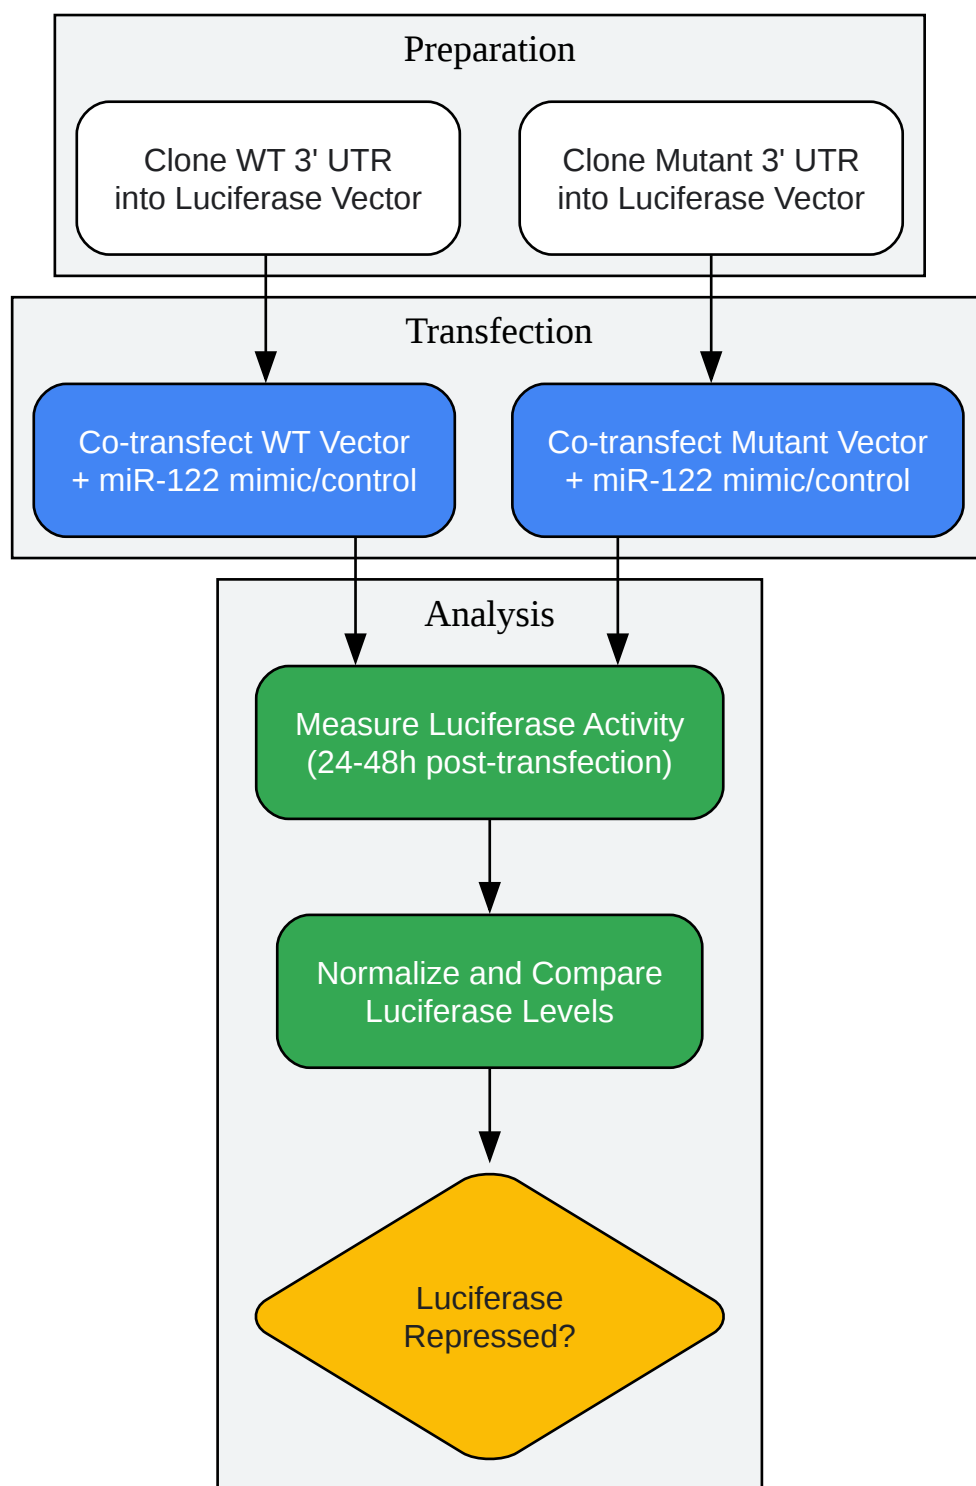 Preparation
Clone WT 3' UTR
into Luciferase Vector
Clone Mutant 3' UTR
into Luciferase Vector
Transfection
Co-transfect WT Vector
+ miR-122 mimic/control
Co-transfect Mutant Vector
+ miR-122 mimic/control
Analysis
Measure Luciferase Activity
(24-48h post-transfection)
Normalize and Compare
Luciferase Levels
Luciferase
Repressed?